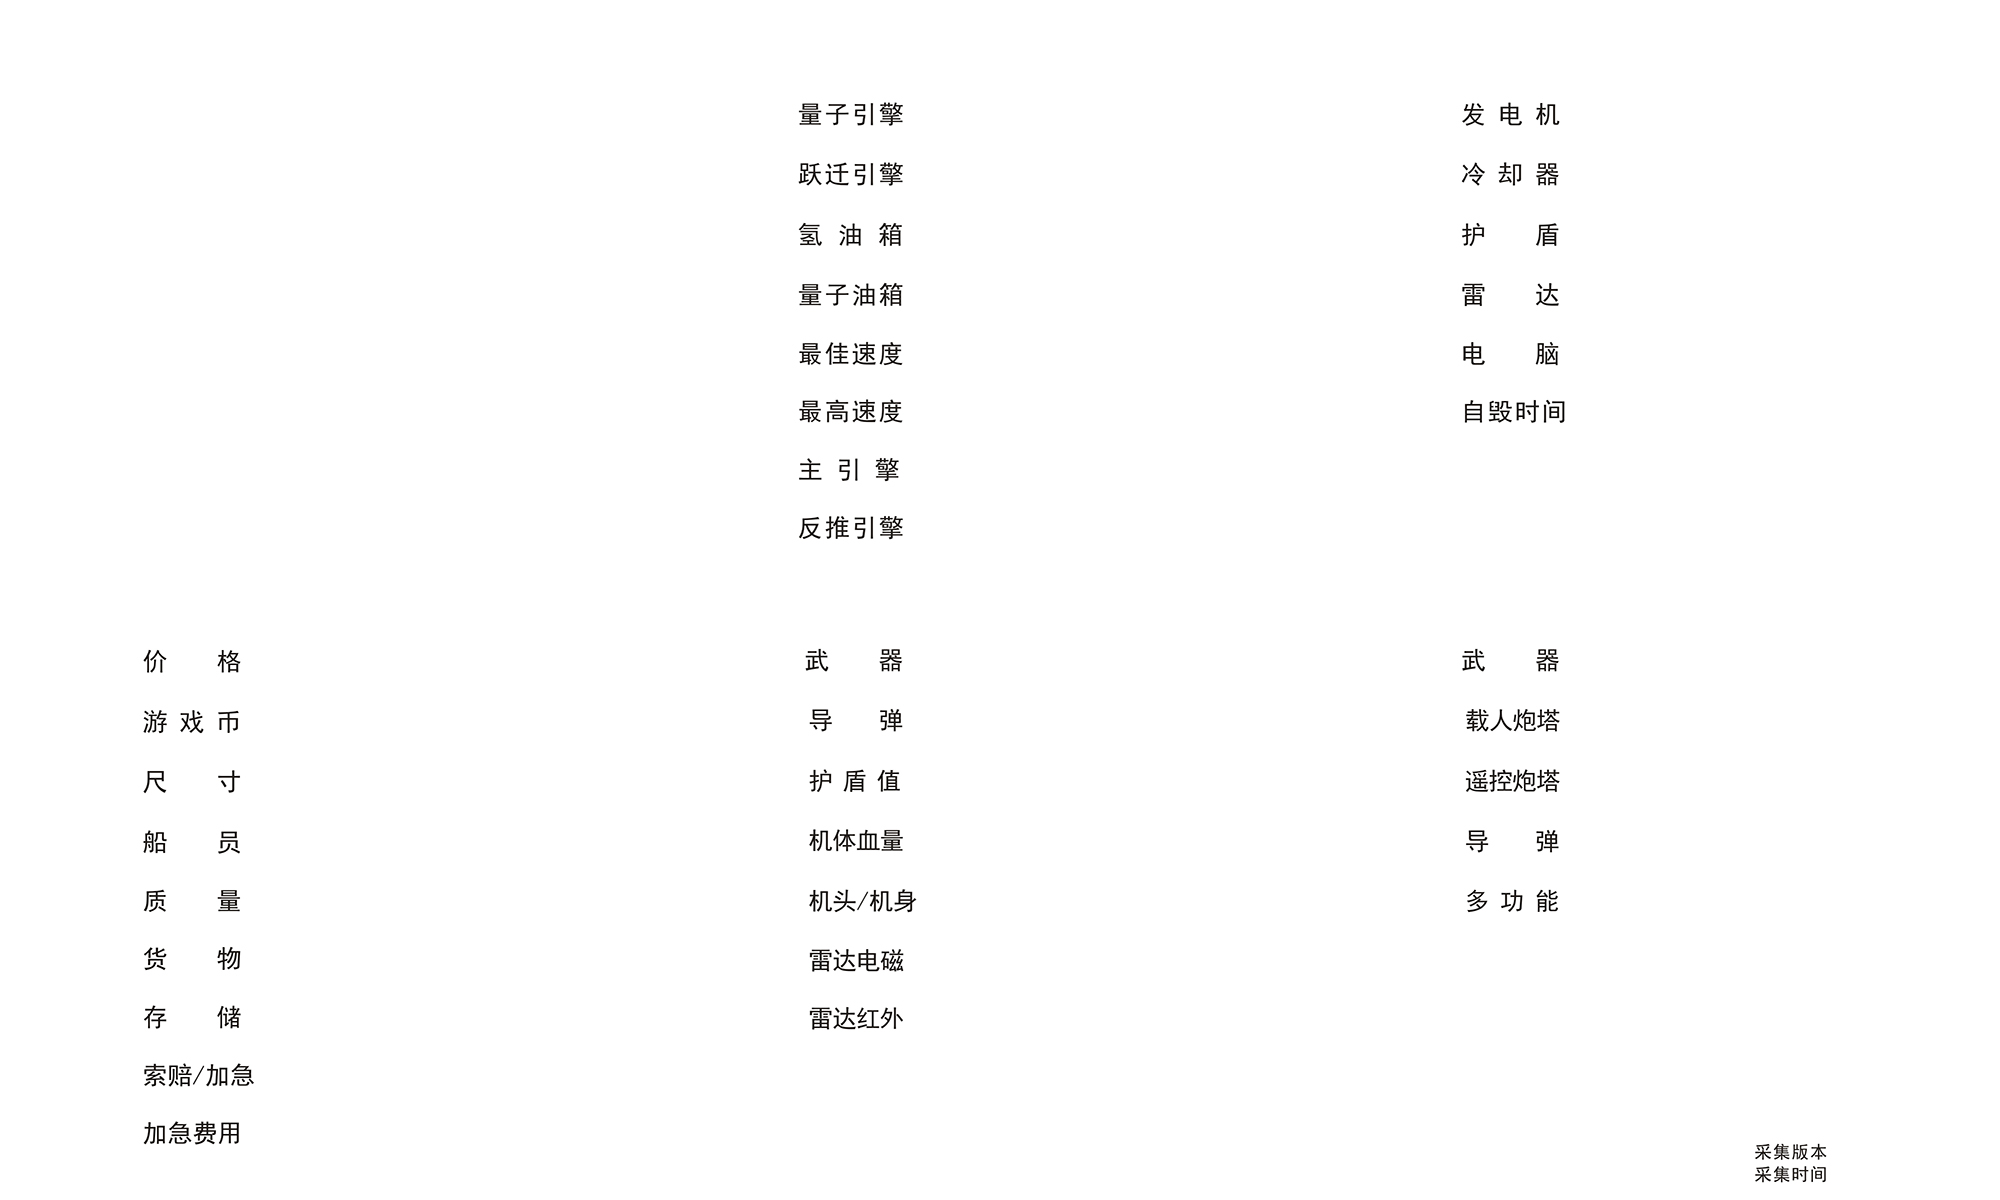 量子引擎
跃迁引擎
氢油箱
量子油箱
最佳速度
最高速度
主引擎
反推引擎
发电机
冷却器
护盾
雷达
电脑
自毁时间
价格
游戏币
尺寸
船员
质量
货物
存储
索赔/加急
加急费用
武器
导弹
护盾值
机体血量
机头/机身
雷达电磁
雷达红外
武器
载人炮塔
遥控炮塔
导弹
多功能
采集版本
采集时间